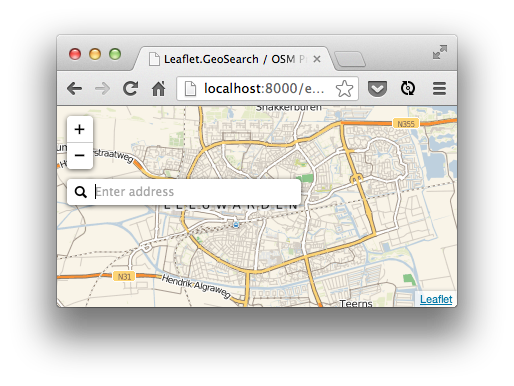 Leaflet.GeoSearch / OSM P
localhost:8000/e...
Snakkerburen
N355
straatweg
+
−
Enter address
LEEUWARDEN
N31
Hendrik Algraweg
Teerns
Leaflet